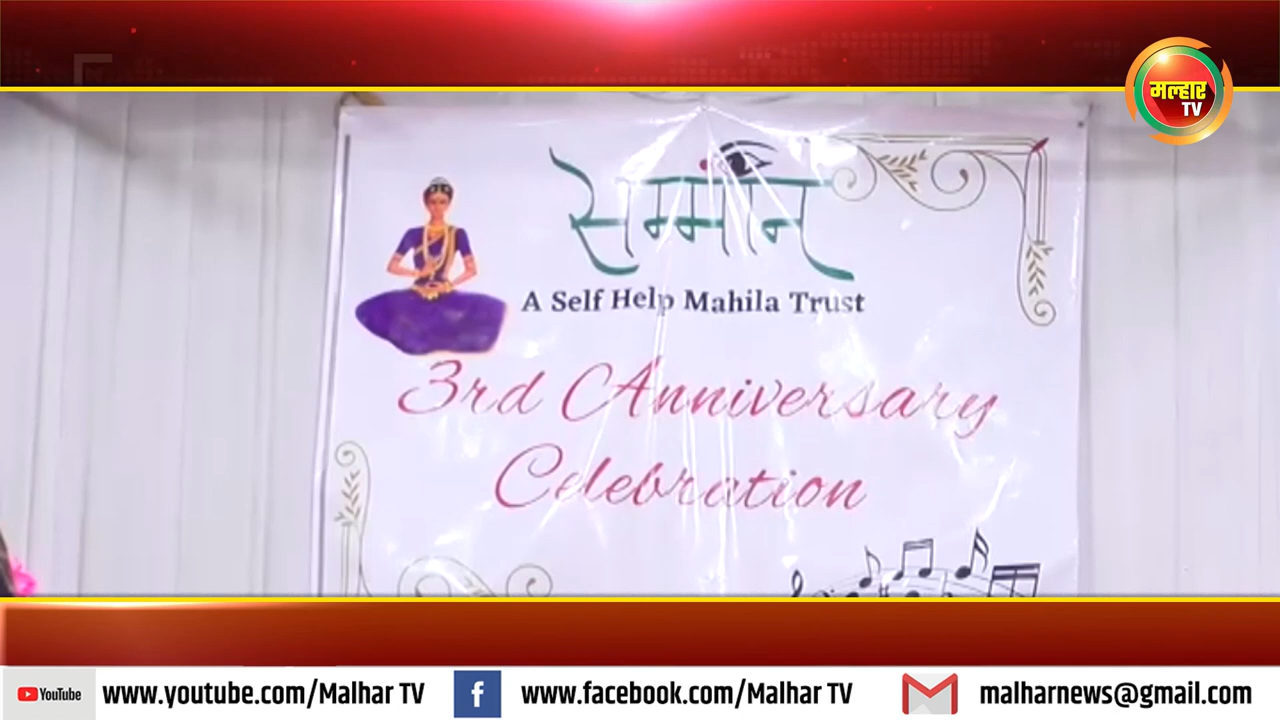 मल्हार
TV
सम्मान
A Self Help Mahila Trust
3rd Anniversary
Celebration
YouTube
www.youtube.com/Malhar TV
f
www.facebook.com/Malhar TV
malharnews@gmail.com